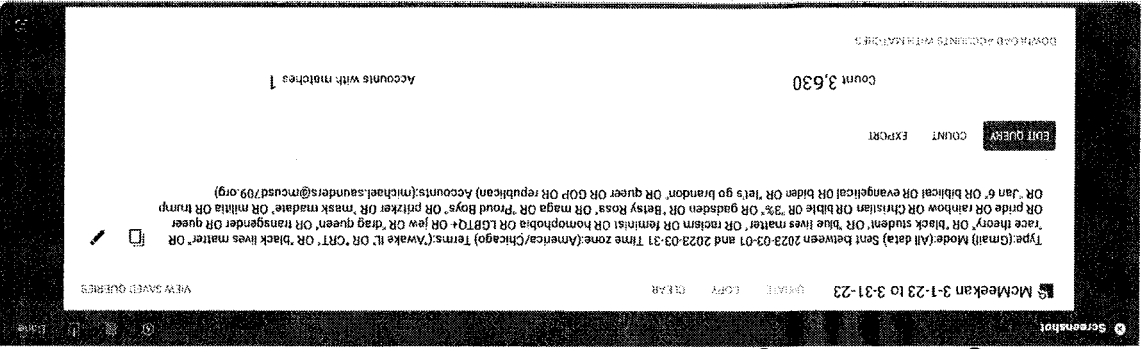 Screenshot
Done
McMeekan 3-1-23 to 3-31-23
UPDATE COPY CLEAR
VIEW SAVED QUERIES
Type:(Gmail) Mode:(All data) Sent between 2023-03-01 and 2023-03-31 Time zone:(America/Chicago) Terms:("Awake IL" OR "CRT" OR "black lives matter" OR
"race theory" OR "black student" OR "blue lives matter" OR racism OR feminist OR homophobia OR LGBTQ+ OR jew OR "drag queen" OR transgender OR queer
OR pride OR rainbow OR Christian OR bible OR "3%" OR gadsden OR "Betsy Ross" OR maga OR "Proud Boys" OR pritzker OR "mask madate" OR militia OR trump
OR "Jan 6" OR biblical OR evangelical OR biden OR "let's go brandon" OR queer OR GOP OR republican) Accounts:(michael.saunders@mcusd709.org)
EDIT QUERY COUNT EXPORT
Count 3,630
Accounts with matches 1
DOWNLOAD ACCOUNTS WITH MATCHES